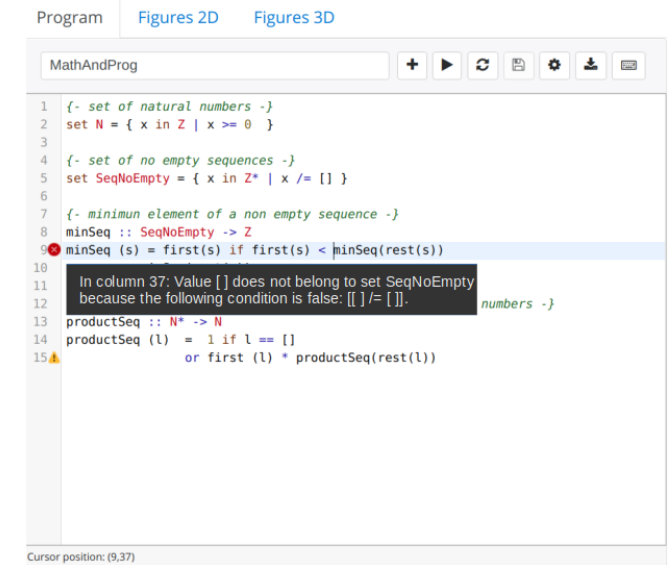 Program Figures 2D Figures 3D
MathAndProg
1 {- set of natural numbers -}
2 set N = { x in Z | x >= 0 }
3
4 {- set of no empty sequences -}
5 set SeqNoEmpty = { x in Z* | x /= [] }
6
7 {- minimun element of a non empty sequence -}
8 minSeq :: SeqNoEmpty -> Z
9 minSeq (s) = first(s) if first(s) < minSeq(rest(s))
10
11 In column 37: Value [ ] does not belong to set SeqNoEmpty
12 because the following condition is false: [[ ] /= [ ]]. numbers -}
13 productSeq :: N* -> N
14 productSeq (l) = 1 if l == []
15 or first (l) * productSeq(rest(l))
Cursor position: (9,37)